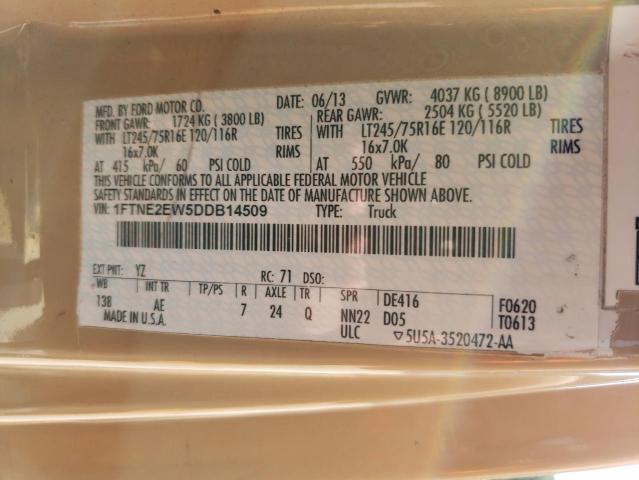 MFD. BY FORD MOTOR CO. DATE: 06/13 GVWR: 4037 KG ( 8900 LB)
FRONT GAWR: 1724 KG ( 3800 LB) REAR GAWR: 2504 KG ( 5520 LB)
WITH LT245/75R16E 120/116R TIRES WITH LT245/75R16E 120/116R TIRES
16x7.0K RIMS 16x7.0K RIMS
AT 415 kPa/ 60 PSI COLD AT 550 kPa/ 80 PSI COLD
THIS VEHICLE CONFORMS TO ALL APPLICABLE FEDERAL MOTOR VEHICLE
SAFETY STANDARDS IN EFFECT ON THE DATE OF MANUFACTURE SHOWN ABOVE.
VIN: 1FTNE2EW5DDB14509 TYPE: Truck
EXT PNT: YZ RC: 71 DSO:
WB INT TR TP/PS R AXLE TR SPR DE416 F0620
138 AE 7 24 Q NN22 D05 T0613
MADE IN U.S.A. ULC ▽5U5A-3520472-AA